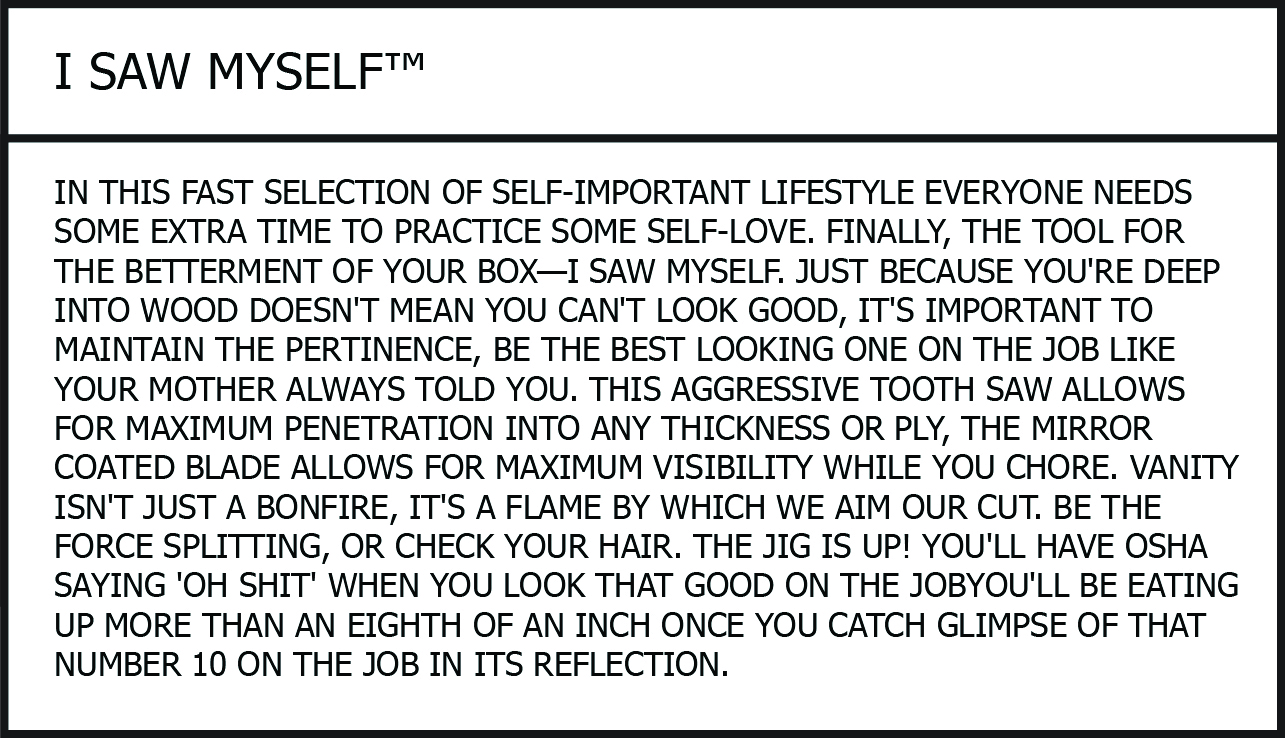 I SAW MYSELF™
IN THIS FAST SELECTION OF SELF-IMPORTANT LIFESTYLE EVERYONE NEEDS
SOME EXTRA TIME TO PRACTICE SOME SELF-LOVE. FINALLY, THE TOOL FOR
THE BETTERMENT OF YOUR BOX—I SAW MYSELF. JUST BECAUSE YOU'RE DEEP
INTO WOOD DOESN'T MEAN YOU CAN'T LOOK GOOD, IT'S IMPORTANT TO
MAINTAIN THE PERTINENCE, BE THE BEST LOOKING ONE ON THE JOB LIKE
YOUR MOTHER ALWAYS TOLD YOU. THIS AGGRESSIVE TOOTH SAW ALLOWS
FOR MAXIMUM PENETRATION INTO ANY THICKNESS OR PLY, THE MIRROR
COATED BLADE ALLOWS FOR MAXIMUM VISIBILITY WHILE YOU CHORE. VANITY
ISN'T JUST A BONFIRE, IT'S A FLAME BY WHICH WE AIM OUR CUT. BE THE
FORCE SPLITTING, OR CHECK YOUR HAIR. THE JIG IS UP! YOU'LL HAVE OSHA
SAYING 'OH SHIT' WHEN YOU LOOK THAT GOOD ON THE JOBYOU'LL BE EATING
UP MORE THAN AN EIGHTH OF AN INCH ONCE YOU CATCH GLIMPSE OF THAT
NUMBER 10 ON THE JOB IN ITS REFLECTION.